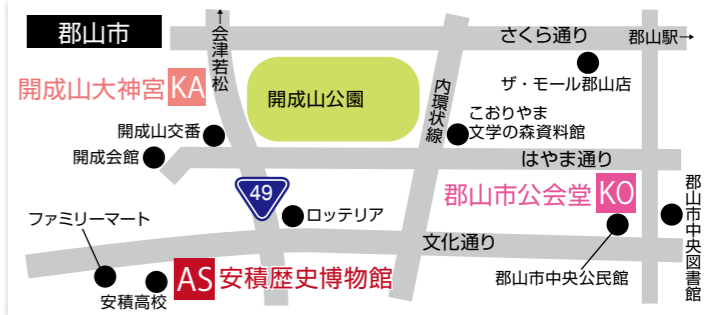 郡山市
↑会津若松
さくら通り
郡山駅→
開成山大神宮 KA
開成山公園
内環状線
ザ・モール郡山店
こおりやま
文学の森資料館
開成山交番
開成会館
はやま通り
49
郡山市公会堂 KO
郡山市中央図書館
ファミリーマート
ロッテリア
文化通り
AS 安積歴史博物館
郡山市中央公民館
安積高校